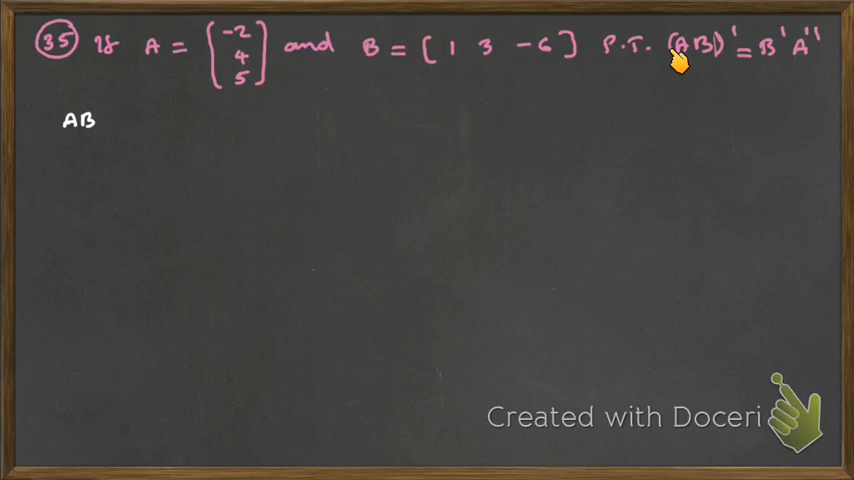 35 If A = [-2 4 5] and B = [1 3 -6] P.T. (AB)' = B'A''
AB
Created with Doceri